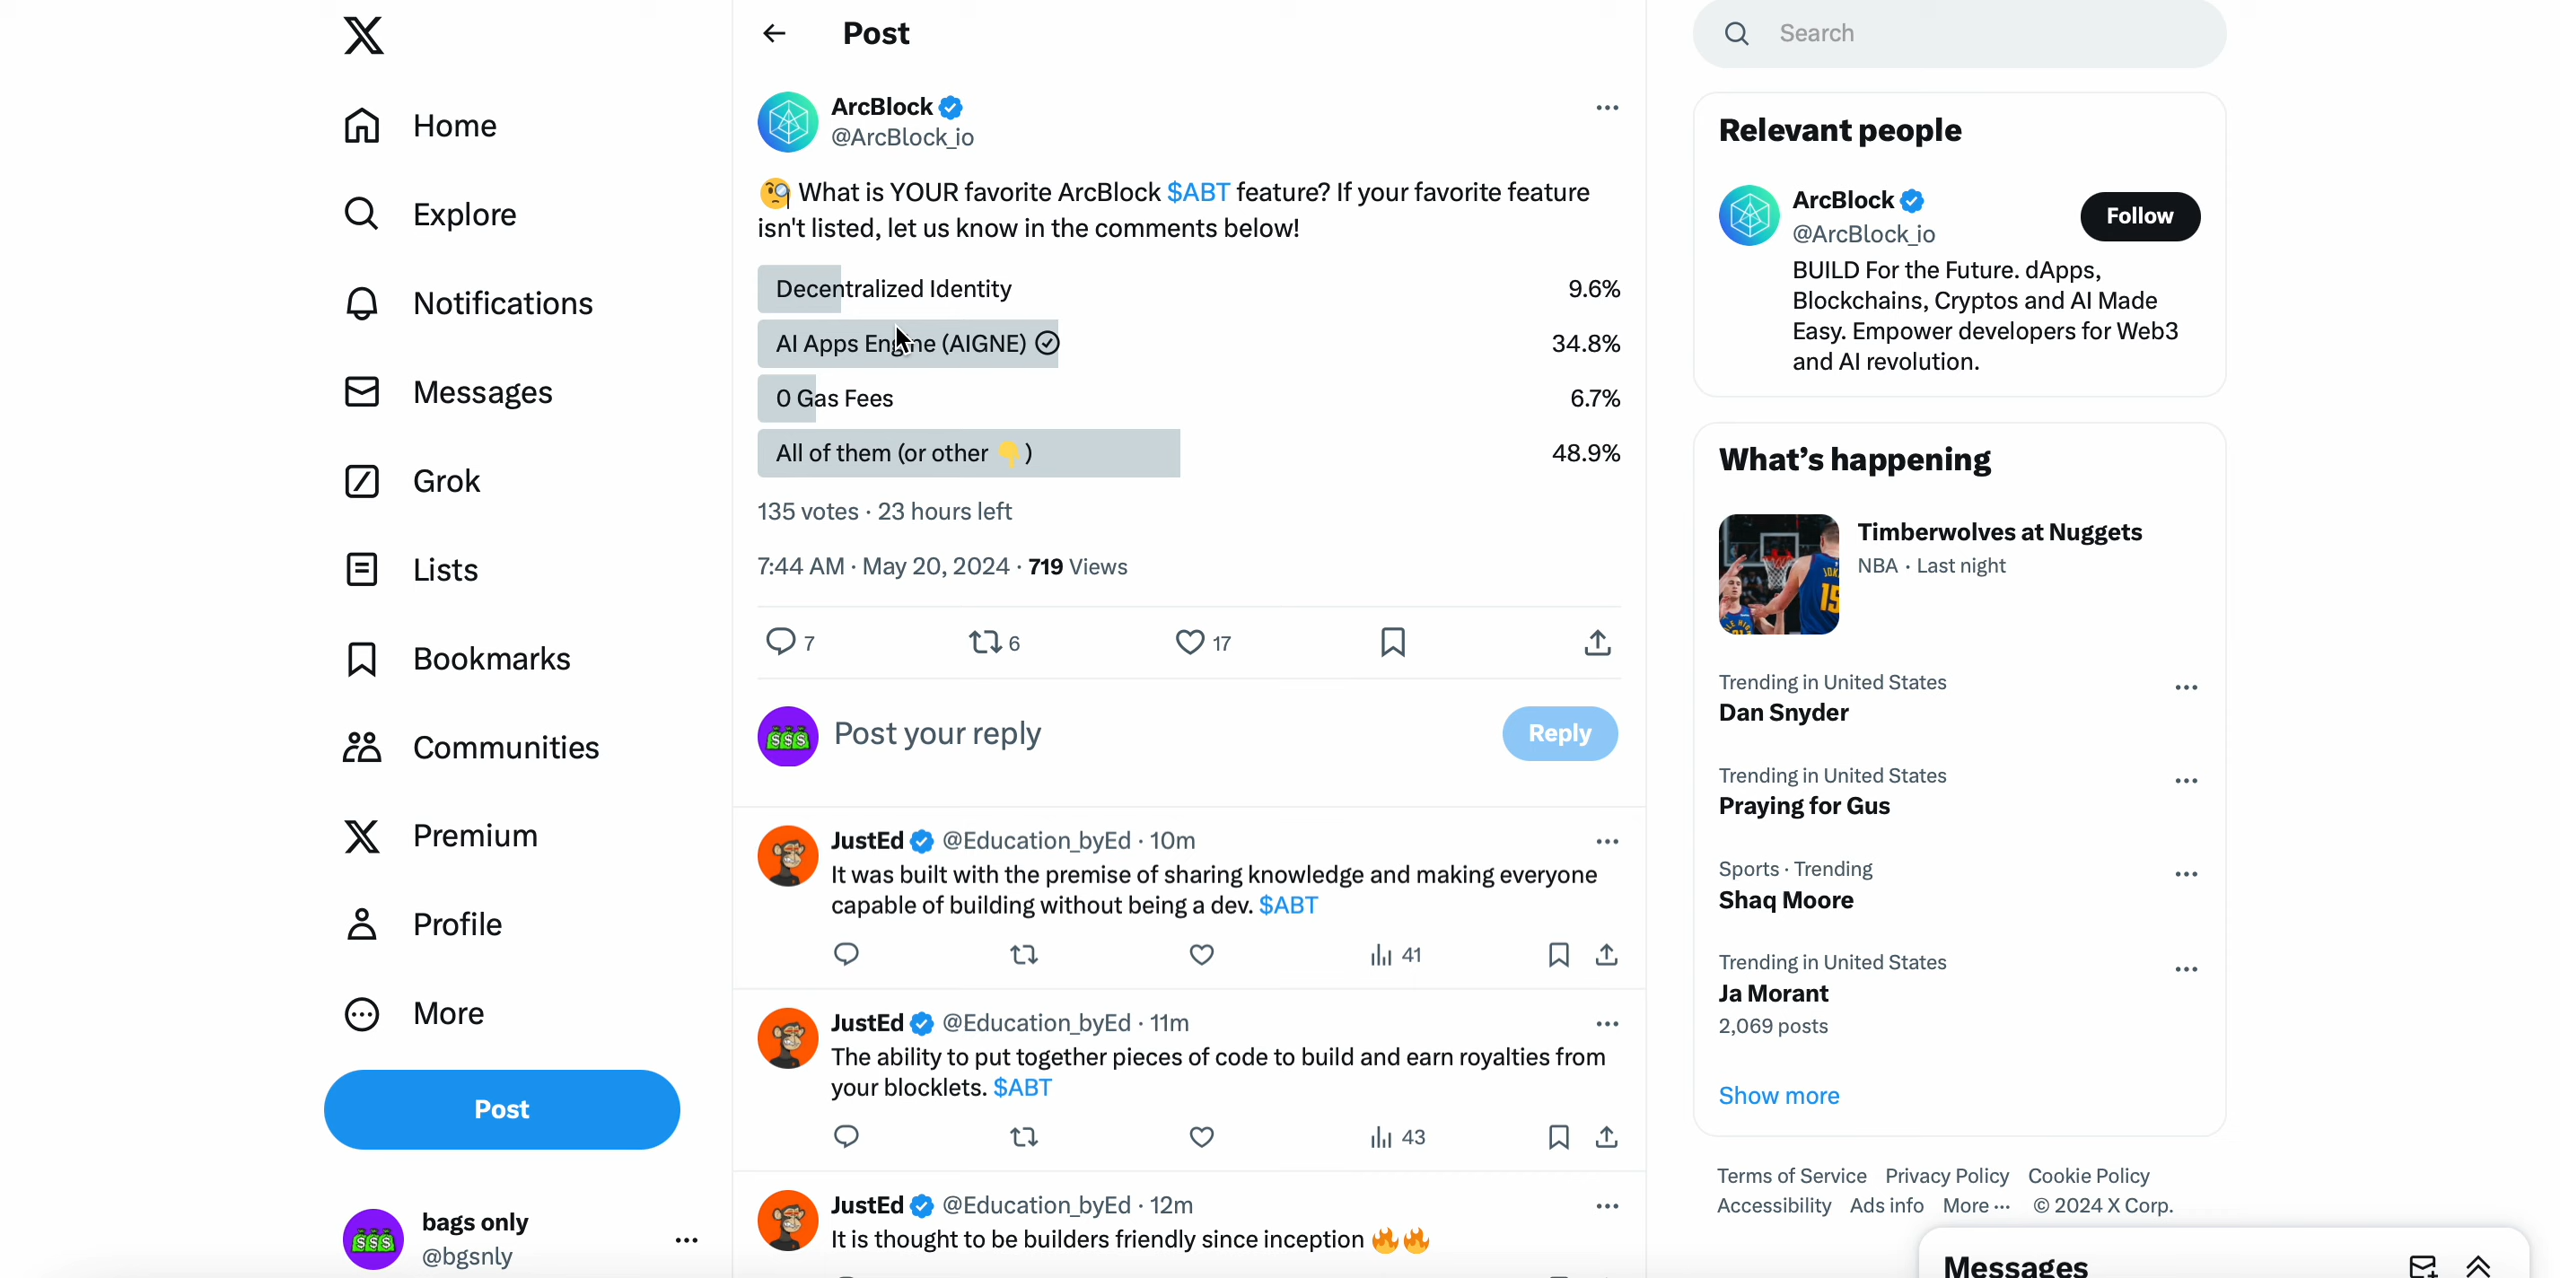 Home
Explore
Notifications
Messages
Grok
Lists
Bookmarks
Communities
Premium
Profile
More
Post
bags only
@bgsnly
Post
ArcBlock
@ArcBlock_io
🧐 What is YOUR favorite ArcBlock $ABT feature? If your favorite feature
isn't listed, let us know in the comments below!
Decentralized Identity 9.6%
AI Apps Engine (AIGNE) 34.8%
0 Gas Fees 6.7%
All of them (or other 👇) 48.9%
135 votes · 23 hours left
7:44 AM · May 20, 2024 · 719 Views
7 6 17
Post your reply Reply
JustEd @Education_byEd · 10m
It was built with the premise of sharing knowledge and making everyone
capable of building without being a dev. $ABT
41
JustEd @Education_byEd · 11m
The ability to put together pieces of code to build and earn royalties from
your blocklets. $ABT
43
JustEd @Education_byEd · 12m
It is thought to be builders friendly since inception 🔥🔥
Search
Relevant people
ArcBlock
@ArcBlock_io
Follow
BUILD For the Future. dApps,
Blockchains, Cryptos and AI Made
Easy. Empower developers for Web3
and AI revolution.
What's happening
Timberwolves at Nuggets
NBA · Last night
Trending in United States
Dan Snyder
Trending in United States
Praying for Gus
Sports · Trending
Shaq Moore
Trending in United States
Ja Morant
2,069 posts
Show more
Terms of Service Privacy Policy Cookie Policy
Accessibility Ads info More ··· © 2024 X Corp.
Messages